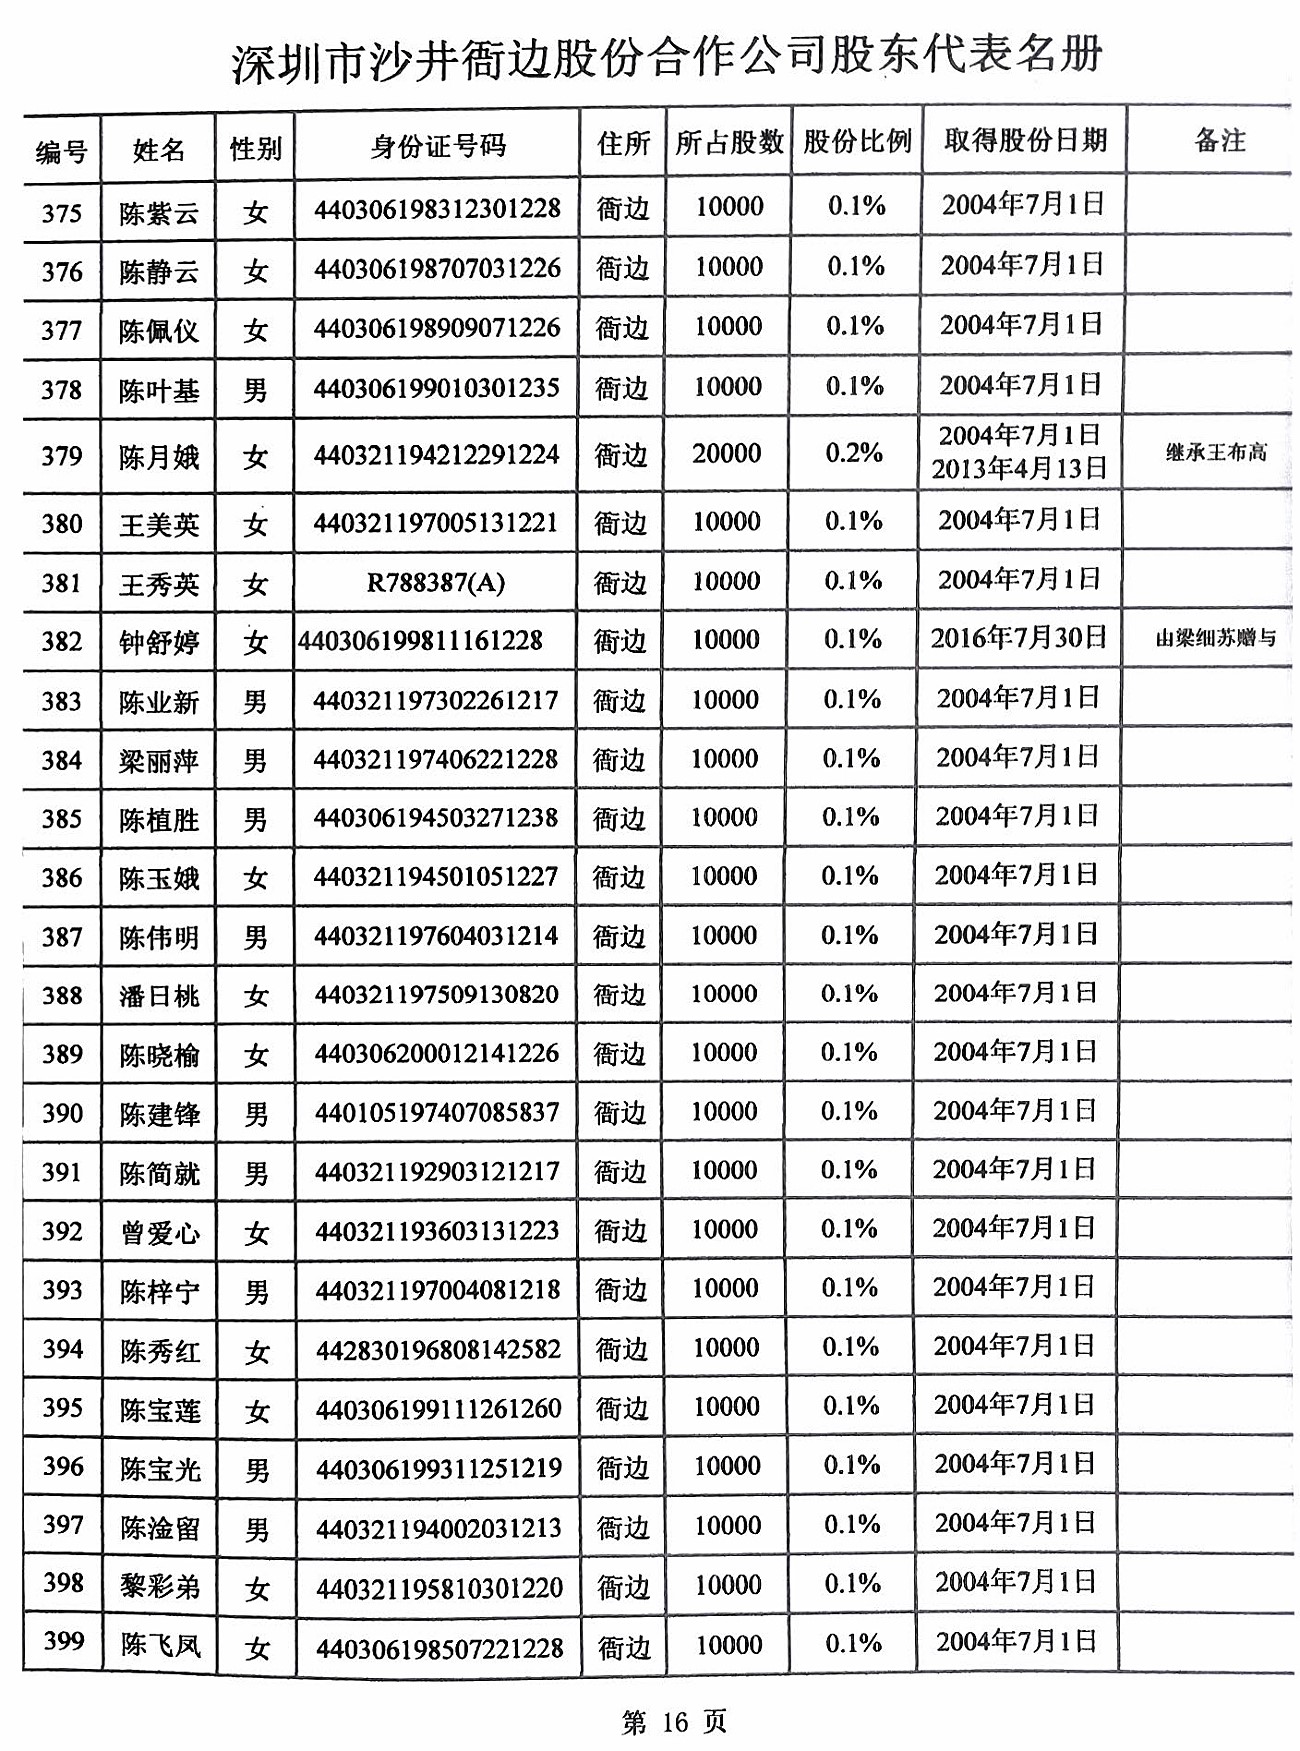 深圳市沙井衙边股份合作公司股东代表名册
编号 姓名 性别 身份证号码 住所 所占股数 股份比例 取得股份日期 备注
375 陈紫云 女 440306198312301228 衙边 10000 0.1% 2004年7月1日
376 陈静云 女 440306198707031226 衙边 10000 0.1% 2004年7月1日
377 陈佩仪 女 440306198909071226 衙边 10000 0.1% 2004年7月1日
378 陈叶基 男 440306199010301235 衙边 10000 0.1% 2004年7月1日
379 陈月娥 女 440321194212291224 衙边 20000 0.2% 2004年7月1日 2013年4月13日 继承王布高
380 王美英 女 440321197005131221 衙边 10000 0.1% 2004年7月1日
381 王秀英 女 R788387(A) 衙边 10000 0.1% 2004年7月1日
382 钟舒婷 女 440306199811161228 衙边 10000 0.1% 2016年7月30日 由梁细苏赠与
383 陈业新 男 440321197302261217 衙边 10000 0.1% 2004年7月1日
384 梁丽萍 男 440321197406221228 衙边 10000 0.1% 2004年7月1日
385 陈植胜 男 440306194503271238 衙边 10000 0.1% 2004年7月1日
386 陈玉娥 女 440321194501051227 衙边 10000 0.1% 2004年7月1日
387 陈伟明 男 440321197604031214 衙边 10000 0.1% 2004年7月1日
388 潘日桃 女 440321197509130820 衙边 10000 0.1% 2004年7月1日
389 陈晓榆 女 440306200012141226 衙边 10000 0.1% 2004年7月1日
390 陈建锋 男 440105197407085837 衙边 10000 0.1% 2004年7月1日
391 陈简就 男 440321192903121217 衙边 10000 0.1% 2004年7月1日
392 曾爱心 女 440321193603131223 衙边 10000 0.1% 2004年7月1日
393 陈梓宁 男 440321197004081218 衙边 10000 0.1% 2004年7月1日
394 陈秀红 女 442830196808142582 衙边 10000 0.1% 2004年7月1日
395 陈宝莲 女 440306199111261260 衙边 10000 0.1% 2004年7月1日
396 陈宝光 男 440306199311251219 衙边 10000 0.1% 2004年7月1日
397 陈淦留 男 440321194002031213 衙边 10000 0.1% 2004年7月1日
398 黎彩弟 女 440321195810301220 衙边 10000 0.1% 2004年7月1日
399 陈飞凤 女 440306198507221228 衙边 10000 0.1% 2004年7月1日
第 16 页